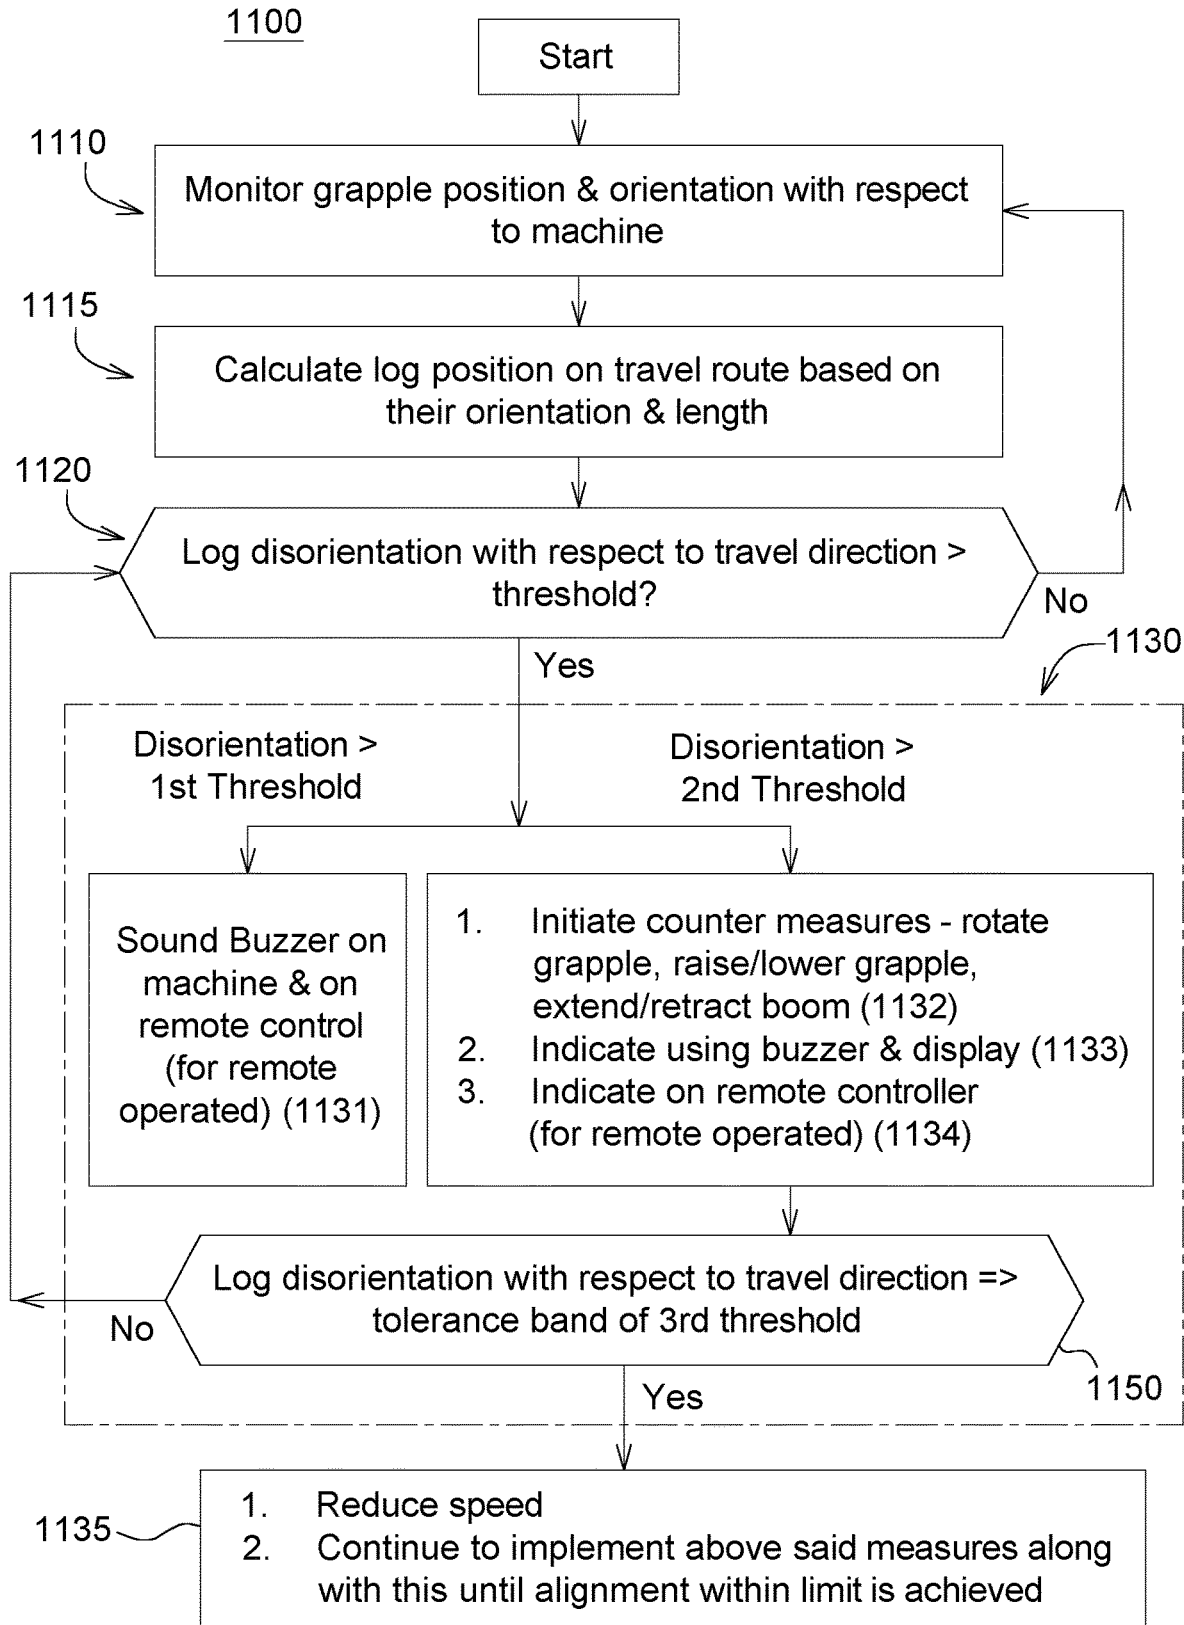 1100
Start
1110
Monitor grapple position & orientation with respect
to machine
1115
Calculate log position on travel route based on
their orientation & length
1120
Log disorientation with respect to travel direction >
threshold?
No
Yes
1130
Disorientation >
1st Threshold
Disorientation >
2nd Threshold
Sound Buzzer on
machine & on
remote control
(for remote
operated) (1131)
1. Initiate counter measures - rotate
grapple, raise/lower grapple,
extend/retract boom (1132)
2. Indicate using buzzer & display (1133)
3. Indicate on remote controller
(for remote operated) (1134)
Log disorientation with respect to travel direction =>
tolerance band of 3rd threshold
No
1150
Yes
1135
1. Reduce speed
2. Continue to implement above said measures along
with this until alignment within limit is achieved